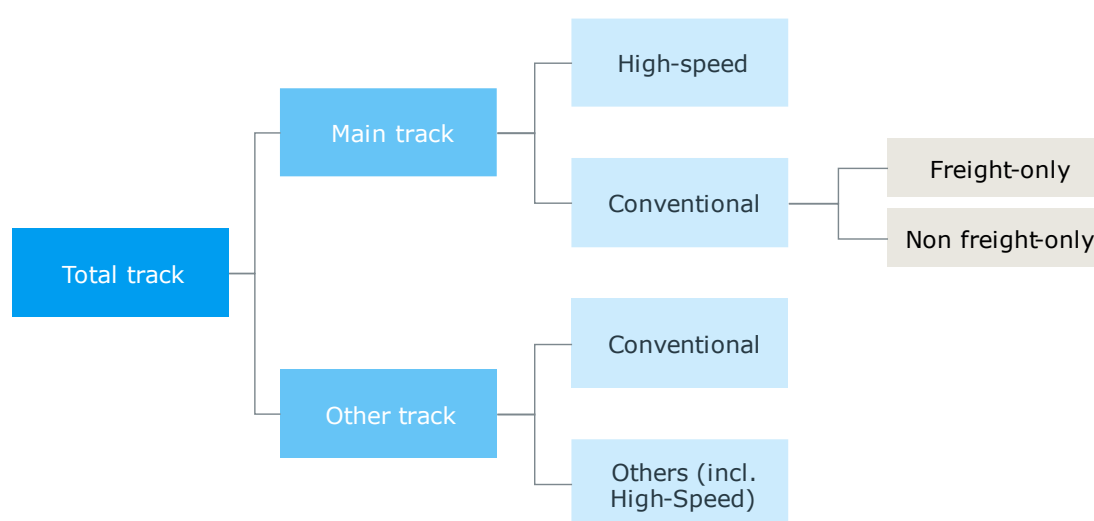 Total track
Main track
High-speed
Conventional
Freight-only
Non freight-only
Other track
Conventional
Others (incl.
High-Speed)